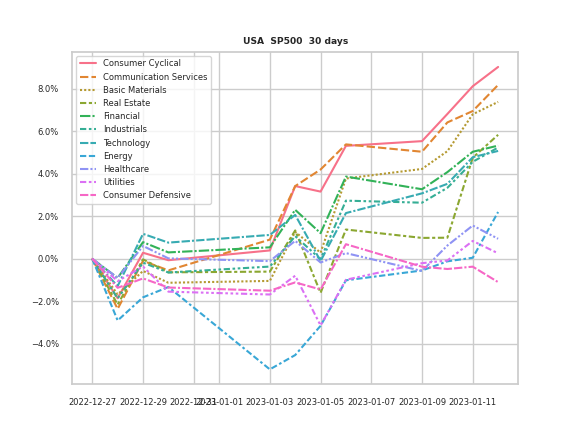 USA SP500 30 days
Consumer Cyclical
Communication Services
Basic Materials
Real Estate
Financial
Industrials
Technology
Energy
Healthcare
Utilities
Consumer Defensive
8.0%
6.0%
4.0%
2.0%
0.0%
−2.0%
−4.0%
2022-12-27 2022-12-29 2022-12-31 2023-01-01 2023-01-03 2023-01-05 2023-01-07 2023-01-09 2023-01-11